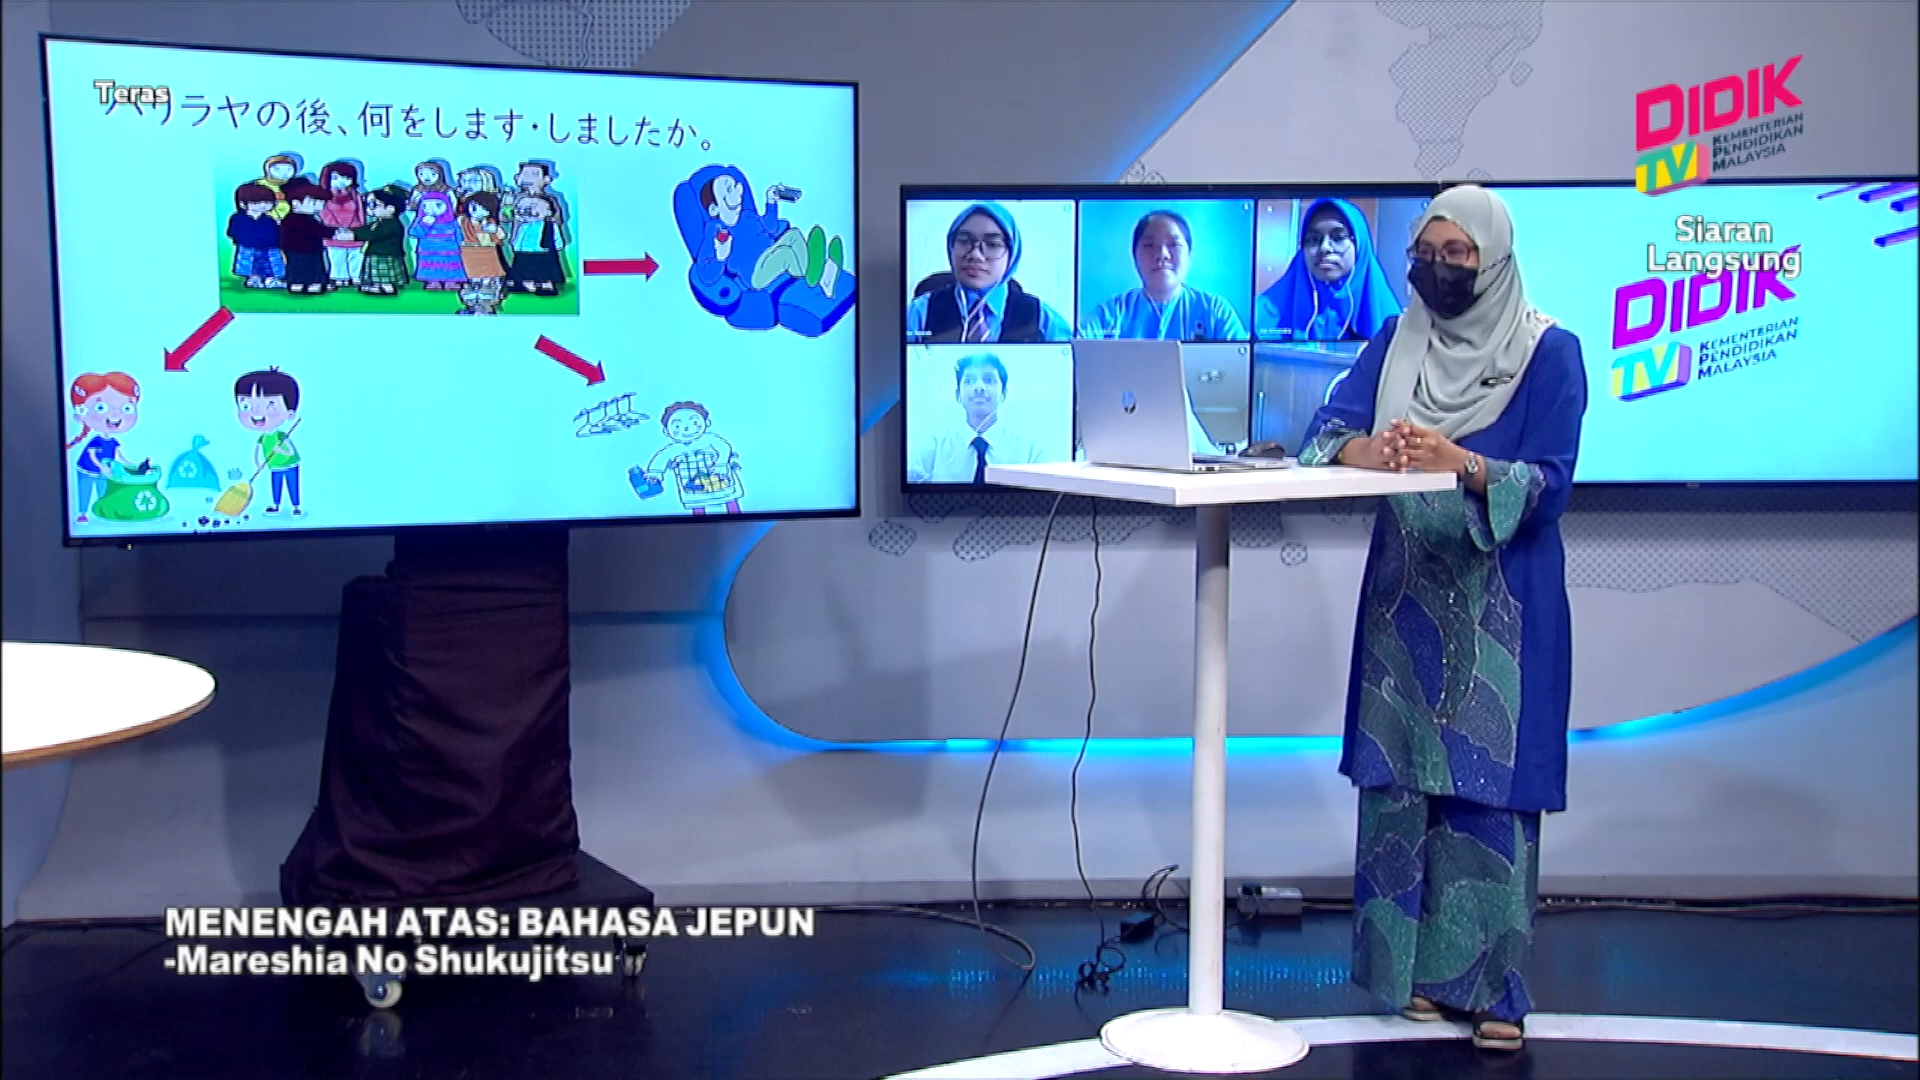 Teras
ハリラヤの後、何をします・しましたか。
DIDIK
TV
KEMENTERIAN
PENDIDIKAN
MALAYSIA
Siaran
Langsung
DIDIK
TV
KEMENTERIAN
PENDIDIKAN
MALAYSIA
MENENGAH ATAS: BAHASA JEPUN
-Mareshia No Shukujitsu